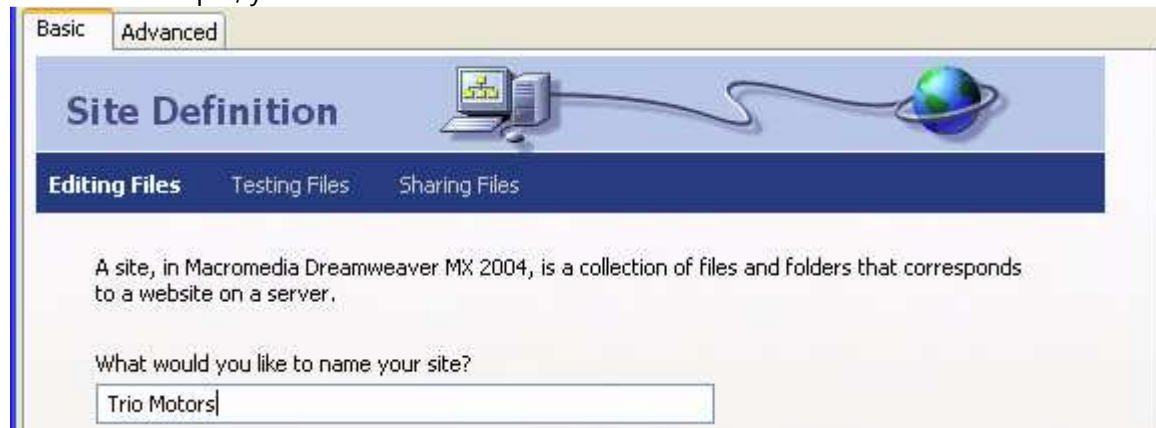 Basic Advanced
Site Definition
Editing Files Testing Files Sharing Files
A site, in Macromedia Dreamweaver MX 2004, is a collection of files and folders that corresponds
to a website on a server.
What would you like to name your site?
Trio Motors